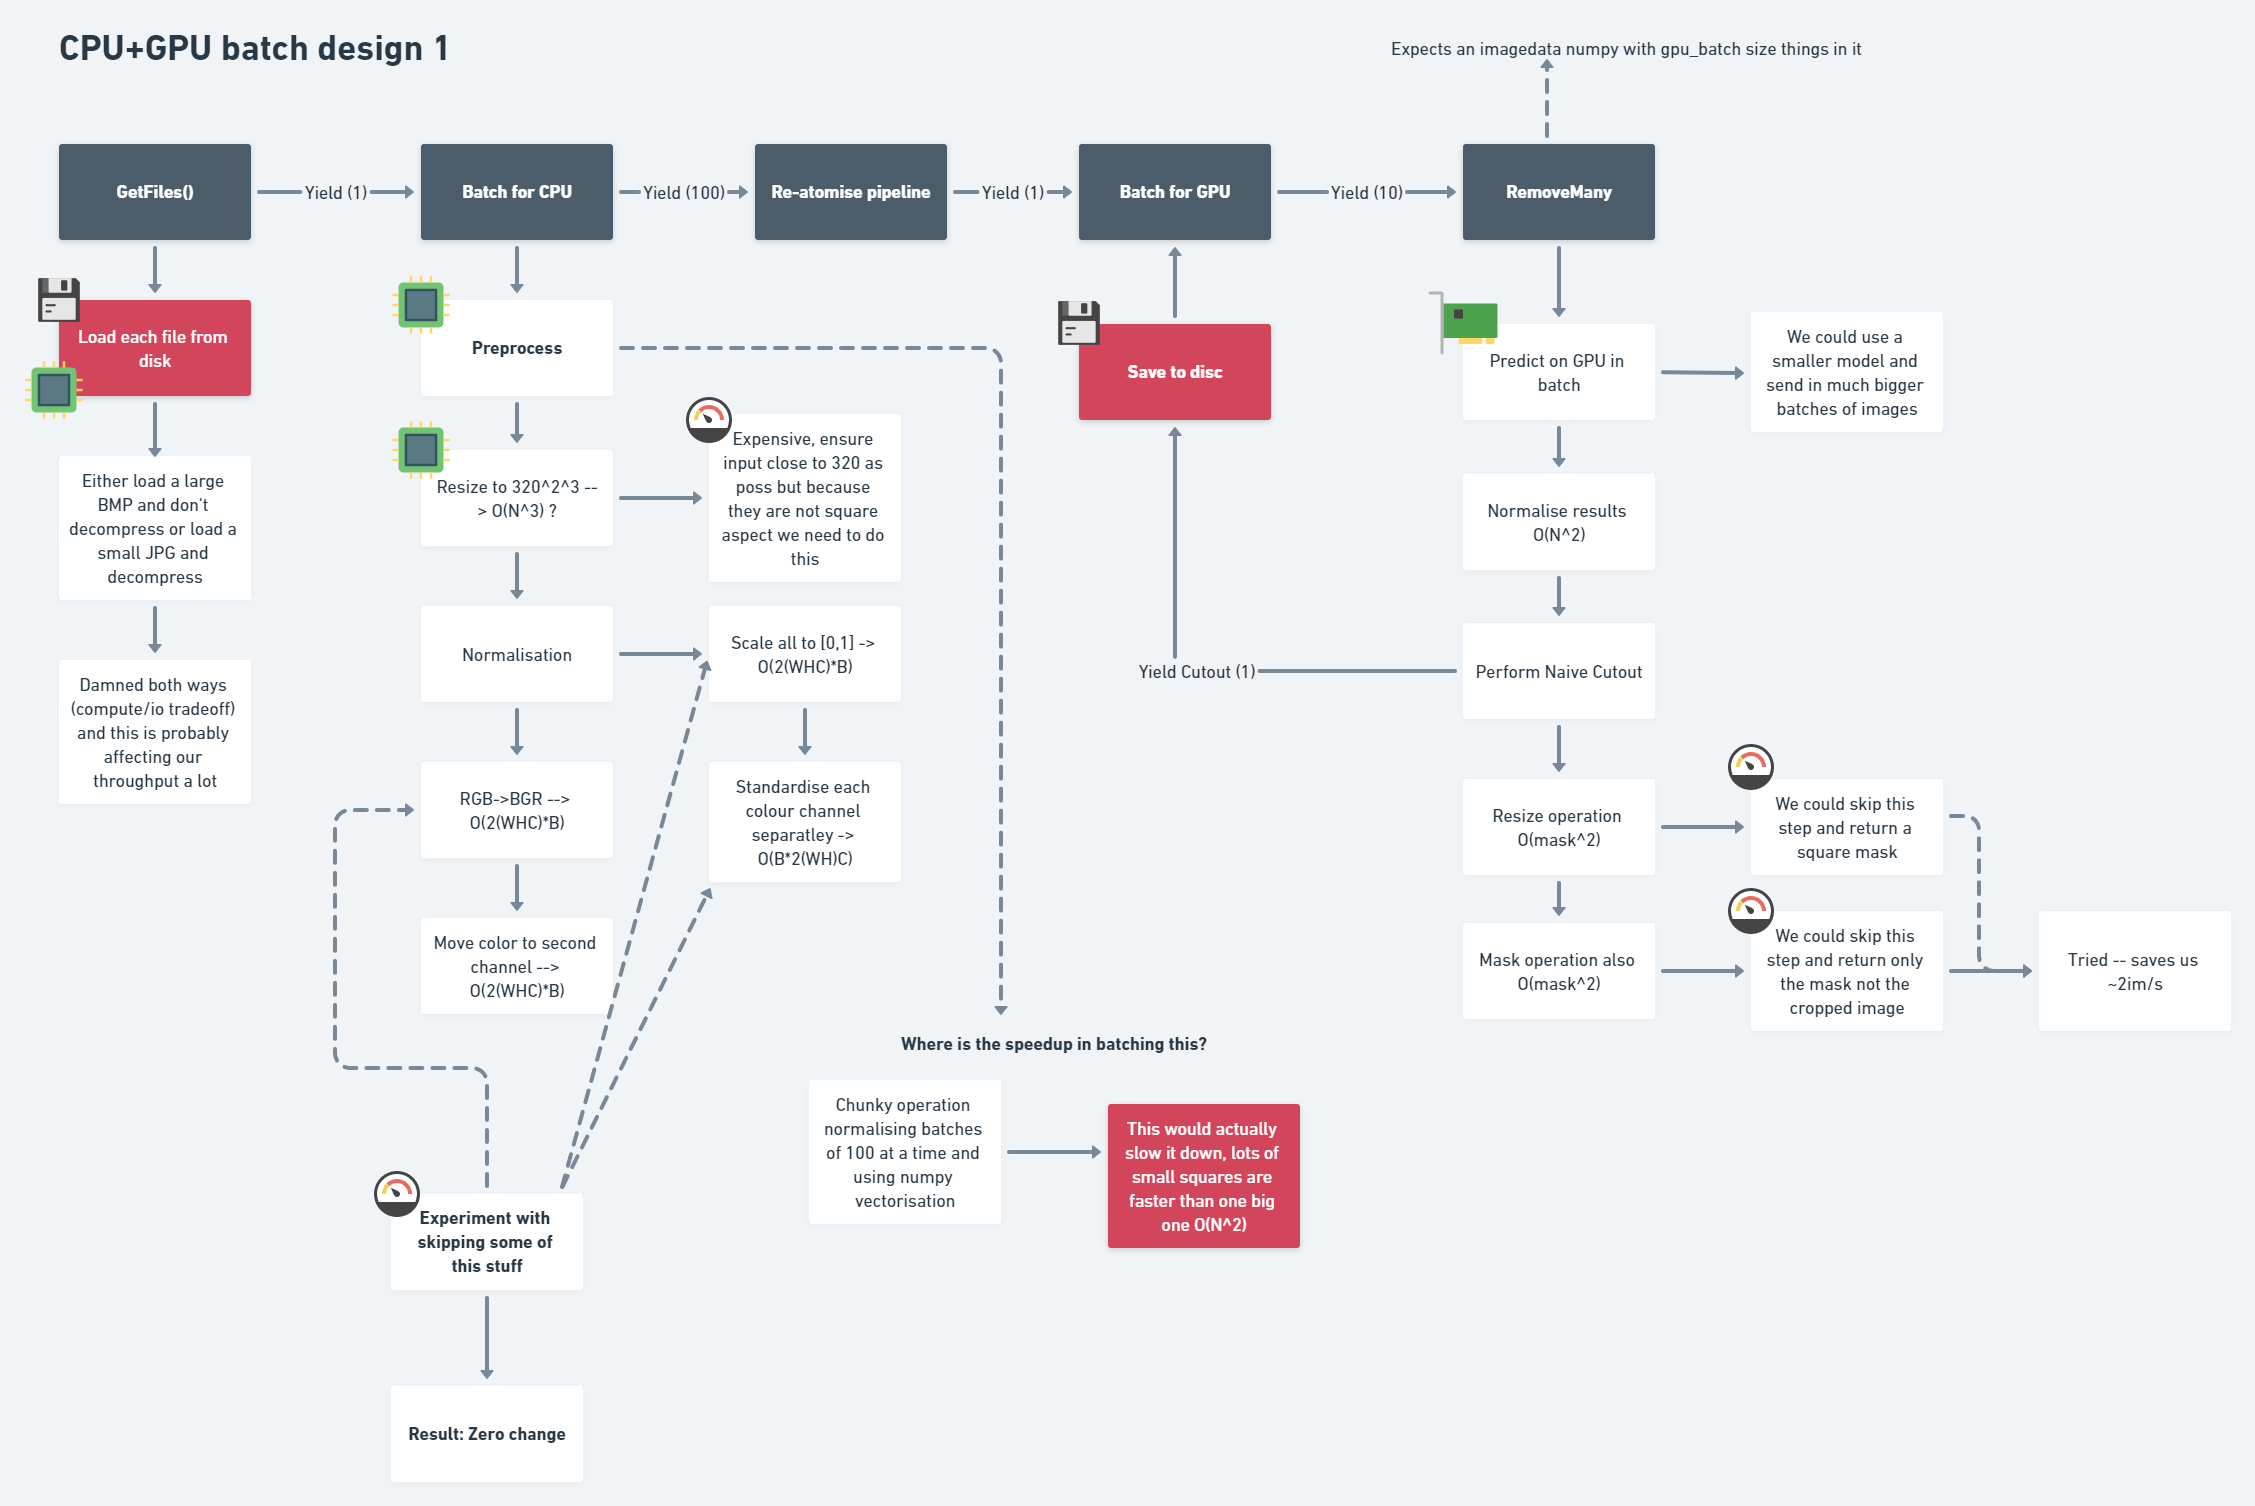 CPU+GPU batch design 1
Expects an imagedata numpy with gpu_batch size things in it
GetFiles()
Yield (1)
Batch for CPU
Yield (100)
Re-atomise pipeline
Yield (1)
Batch for GPU
Yield (10)
RemoveMany
Load each file from
disk
Either load a large
BMP and don't
decompress or load a
small JPG and
decompress
Damned both ways
(compute/io tradeoff)
and this is probably
affecting our
throughput a lot
Preprocess
Resize to 320^2^3 --
> O(N^3) ?
Expensive, ensure
input close to 320 as
poss but because
they are not square
aspect we need to do
this
Normalisation
Scale all to [0,1] ->
O(2(WHC)*B)
Standardise each
colour channel
separatley ->
O(B*2(WH)C)
RGB->BGR -->
O(2(WHC)*B)
Move color to second
channel -->
O(2(WHC)*B)
Experiment with
skipping some of
this stuff
Result: Zero change
Where is the speedup in batching this?
Chunky operation
normalising batches
of 100 at a time and
using numpy
vectorisation
This would actually
slow it down, lots of
small squares are
faster than one big
one O(N^2)
Save to disc
Yield Cutout (1)
Predict on GPU in
batch
We could use a
smaller model and
send in much bigger
batches of images
Normalise results
O(N^2)
Perform Naive Cutout
Resize operation
O(mask^2)
We could skip this
step and return a
square mask
Mask operation also
O(mask^2)
We could skip this
step and return only
the mask not the
cropped image
Tried -- saves us
~2im/s